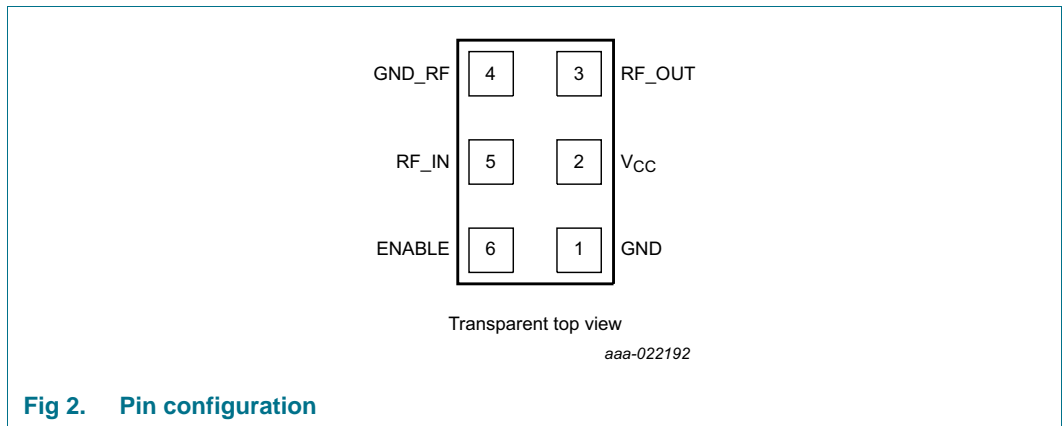 GND_RF 4 3 RF_OUT
RF_IN 5 2 VCC
ENABLE 6 1 GND
Transparent top view
aaa-022192
Fig 2. Pin configuration